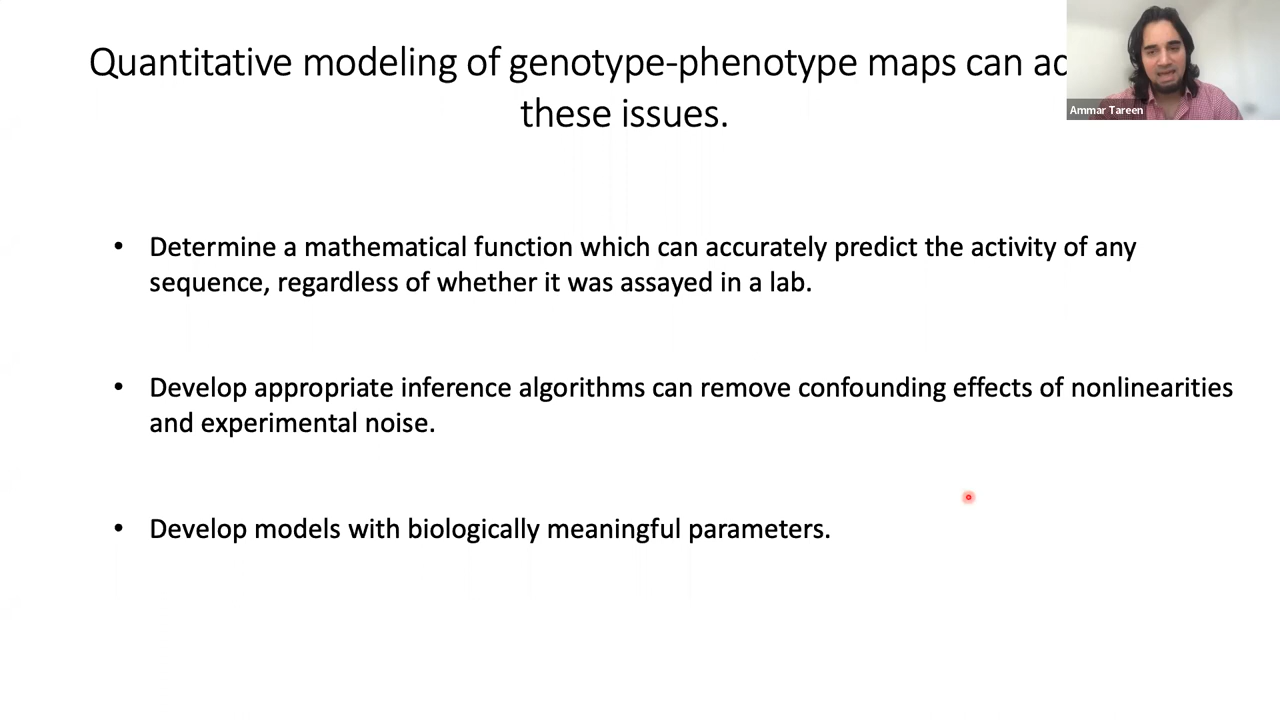 Quantitative modeling of genotype-phenotype maps can
these issues.
Ammar Tareen
• Determine a mathematical function which can accurately predict the activity of any
sequence, regardless of whether it was assayed in a lab.
• Develop appropriate inference algorithms can remove confounding effects of nonlinearities
and experimental noise.
• Develop models with biologically meaningful parameters.